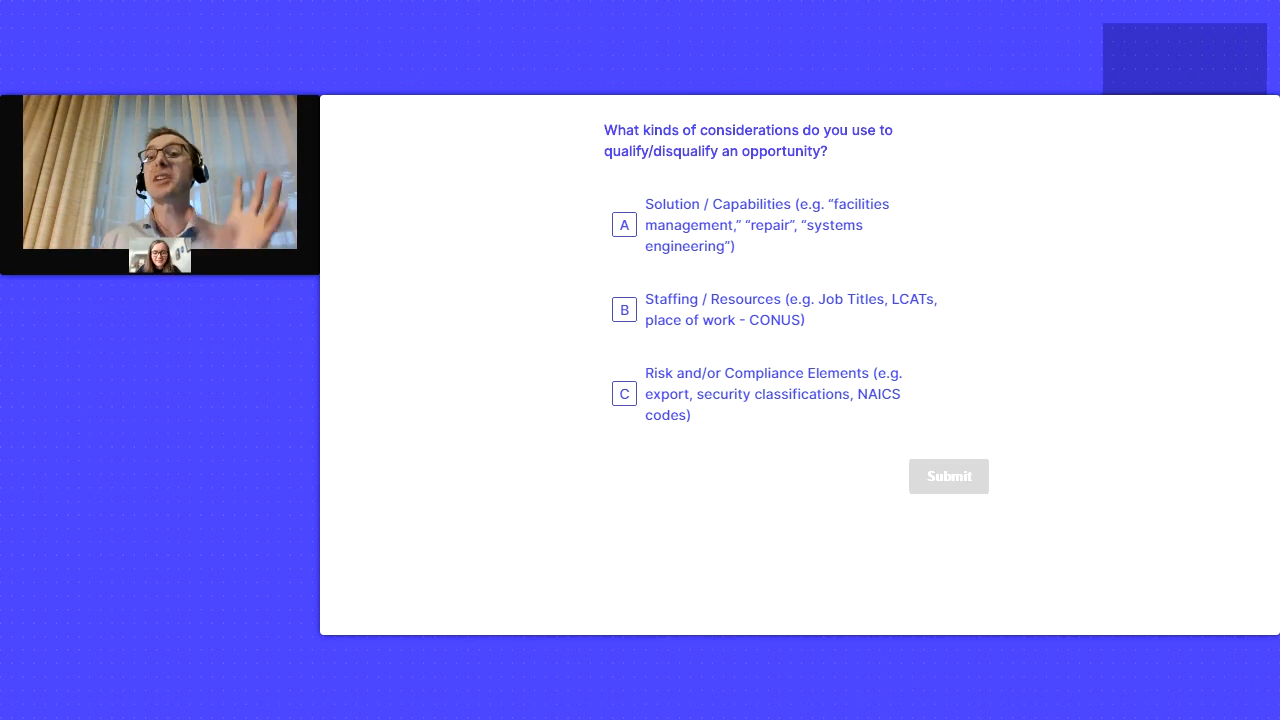 What kinds of considerations do you use to
qualify/disqualify an opportunity?
A
Solution / Capabilities (e.g. “facilities
management,” “repair”, “systems
engineering”)
B
Staffing / Resources (e.g. Job Titles, LCATs,
place of work - CONUS)
C
Risk and/or Compliance Elements (e.g.
export, security classifications, NAICS
codes)
Submit